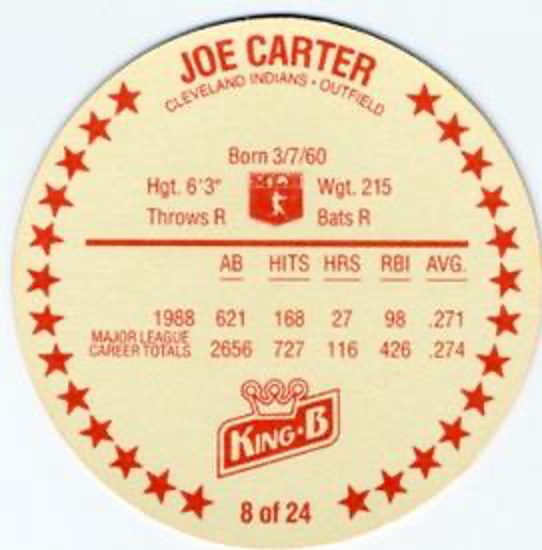 JOE CARTER
CLEVELAND INDIANS • OUTFIELD
Born 3/7/60
Hgt. 6'3" Wgt. 215
Throws R Bats R
AB HITS HRS RBI AVG.
1988 621 168 27 98 .271
MAJOR LEAGUE
CAREER TOTALS 2656 727 116 426 .274
KING•B
8 of 24